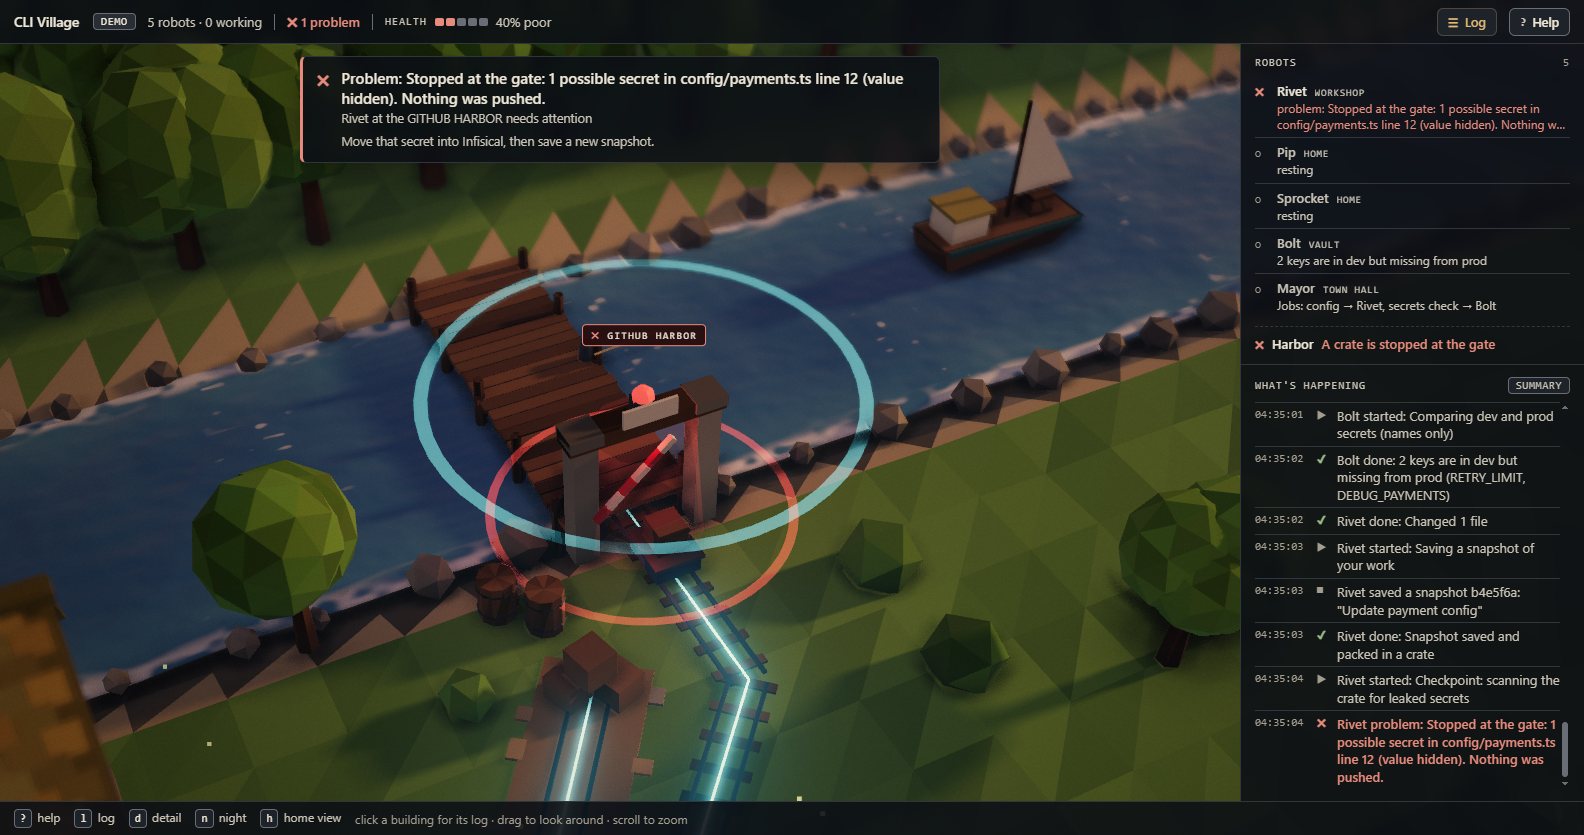 CLI Village DEMO 5 robots · 0 working ✕ 1 problem HEALTH 40% poor ☰ Log ? Help
✕ Problem: Stopped at the gate: 1 possible secret in config/payments.ts line 12 (value
hidden). Nothing was pushed.
Rivet at the GITHUB HARBOR needs attention
Move that secret into Infisical, then save a new snapshot.
✕ GITHUB HARBOR
ROBOTS 5
✕ Rivet WORKSHOP
problem: Stopped at the gate: 1 possible secret in
config/payments.ts line 12 (value hidden). Nothing w...
○ Pip HOME
resting
○ Sprocket HOME
resting
○ Bolt VAULT
2 keys are in dev but missing from prod
○ Mayor TOWN HALL
Jobs: config → Rivet, secrets check → Bolt
✕ Harbor A crate is stopped at the gate
WHAT'S HAPPENING SUMMARY
04:35:01 ▶ Bolt started: Comparing dev and prod
secrets (names only)
04:35:02 ✓ Bolt done: 2 keys are in dev but
missing from prod (RETRY_LIMIT,
DEBUG_PAYMENTS)
04:35:02 ✓ Rivet done: Changed 1 file
04:35:03 ▶ Rivet started: Saving a snapshot of
your work
04:35:03 ■ Rivet saved a snapshot b4e5f6a:
"Update payment config"
04:35:03 ✓ Rivet done: Snapshot saved and
packed in a crate
04:35:04 ▶ Rivet started: Checkpoint: scanning the
crate for leaked secrets
04:35:04 ✕ Rivet problem: Stopped at the gate: 1
possible secret in config/payments.ts
line 12 (value hidden). Nothing was
pushed.
? help l log d detail n night h home view click a building for its log · drag to look around · scroll to zoom